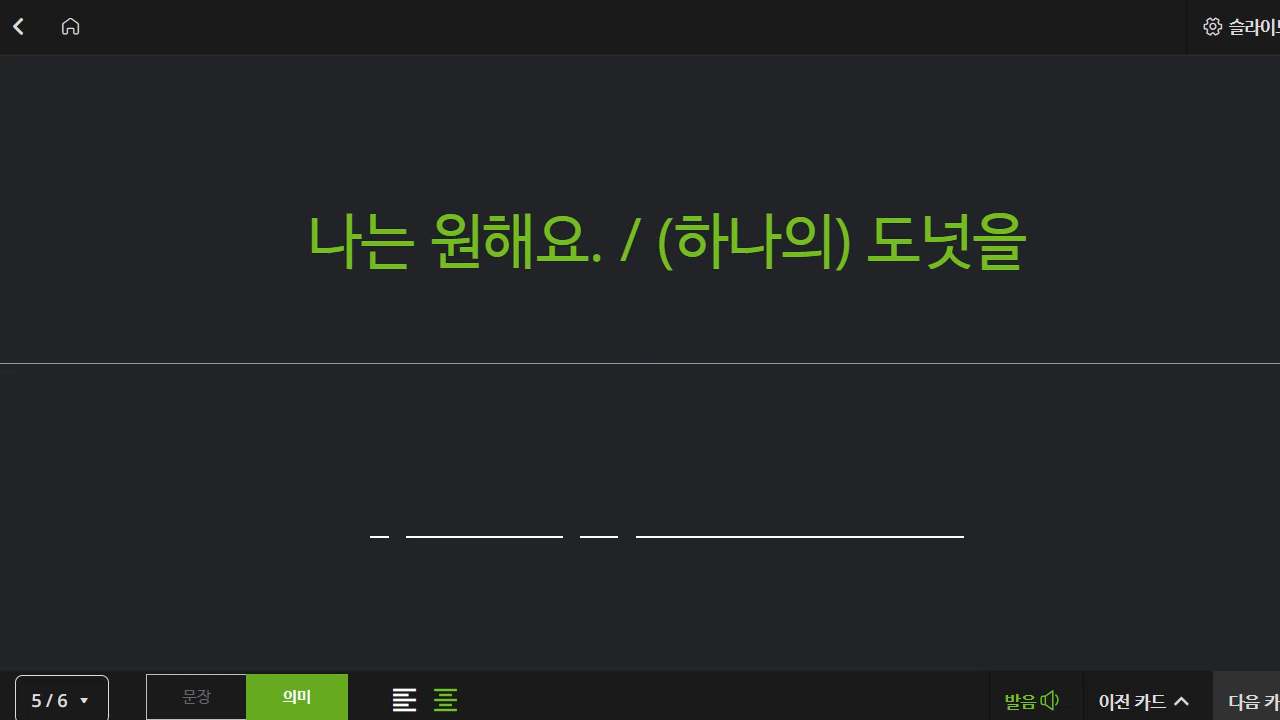 슬라이드
나는 원해요. / (하나의) 도넛을
5 / 6
문장
의미
발음
이전 카드
다음 카